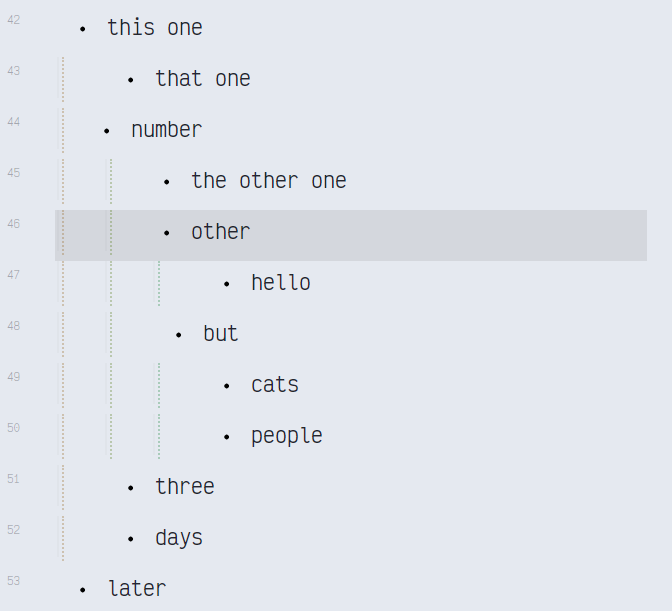 42 • this one
43 • that one
44 • number
45 • the other one
46 • other
47 • hello
48 • but
49 • cats
50 • people
51 • three
52 • days
53 • later